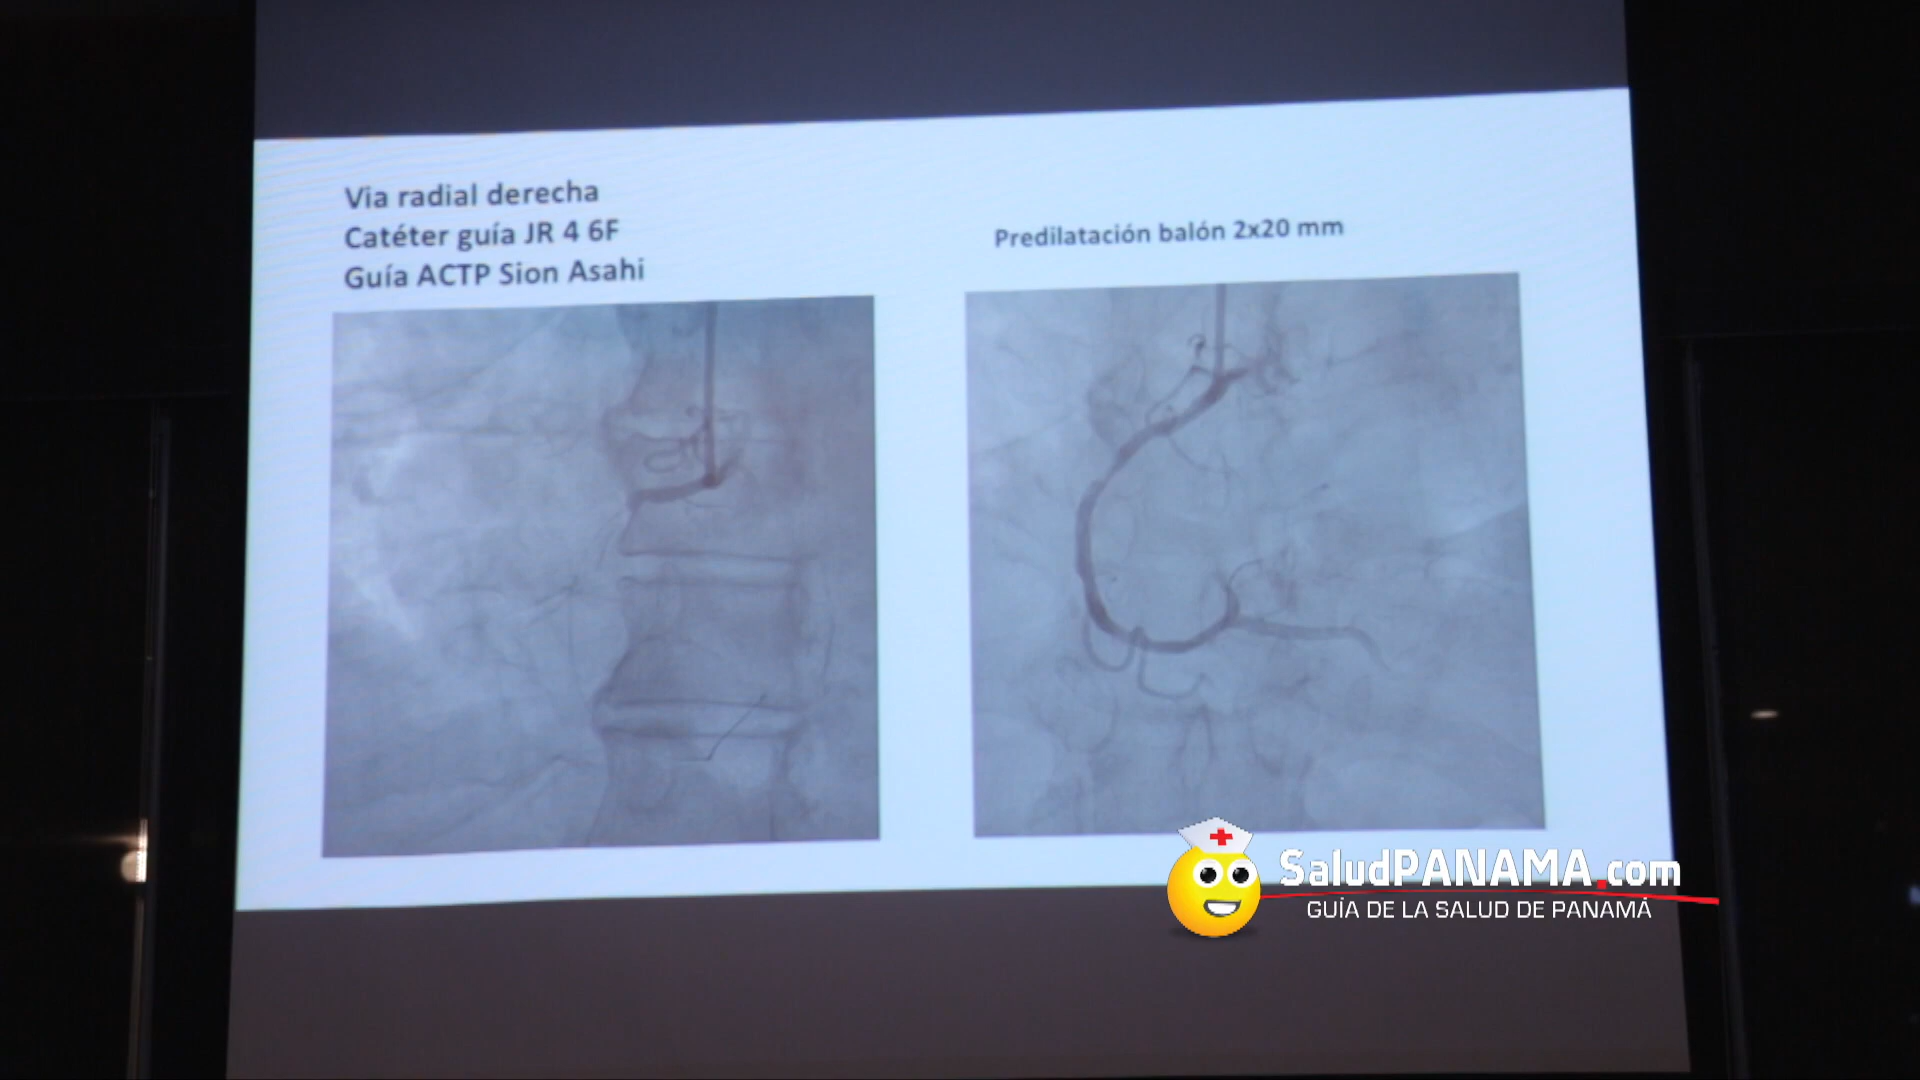 Via radial derecha
Catéter guía JR 4 6F
Guía ACTP Sion Asahi
Predilatación balón 2x20 mm
SaludPANAMA.com
GUÍA DE LA SALUD DE PANAMÁ